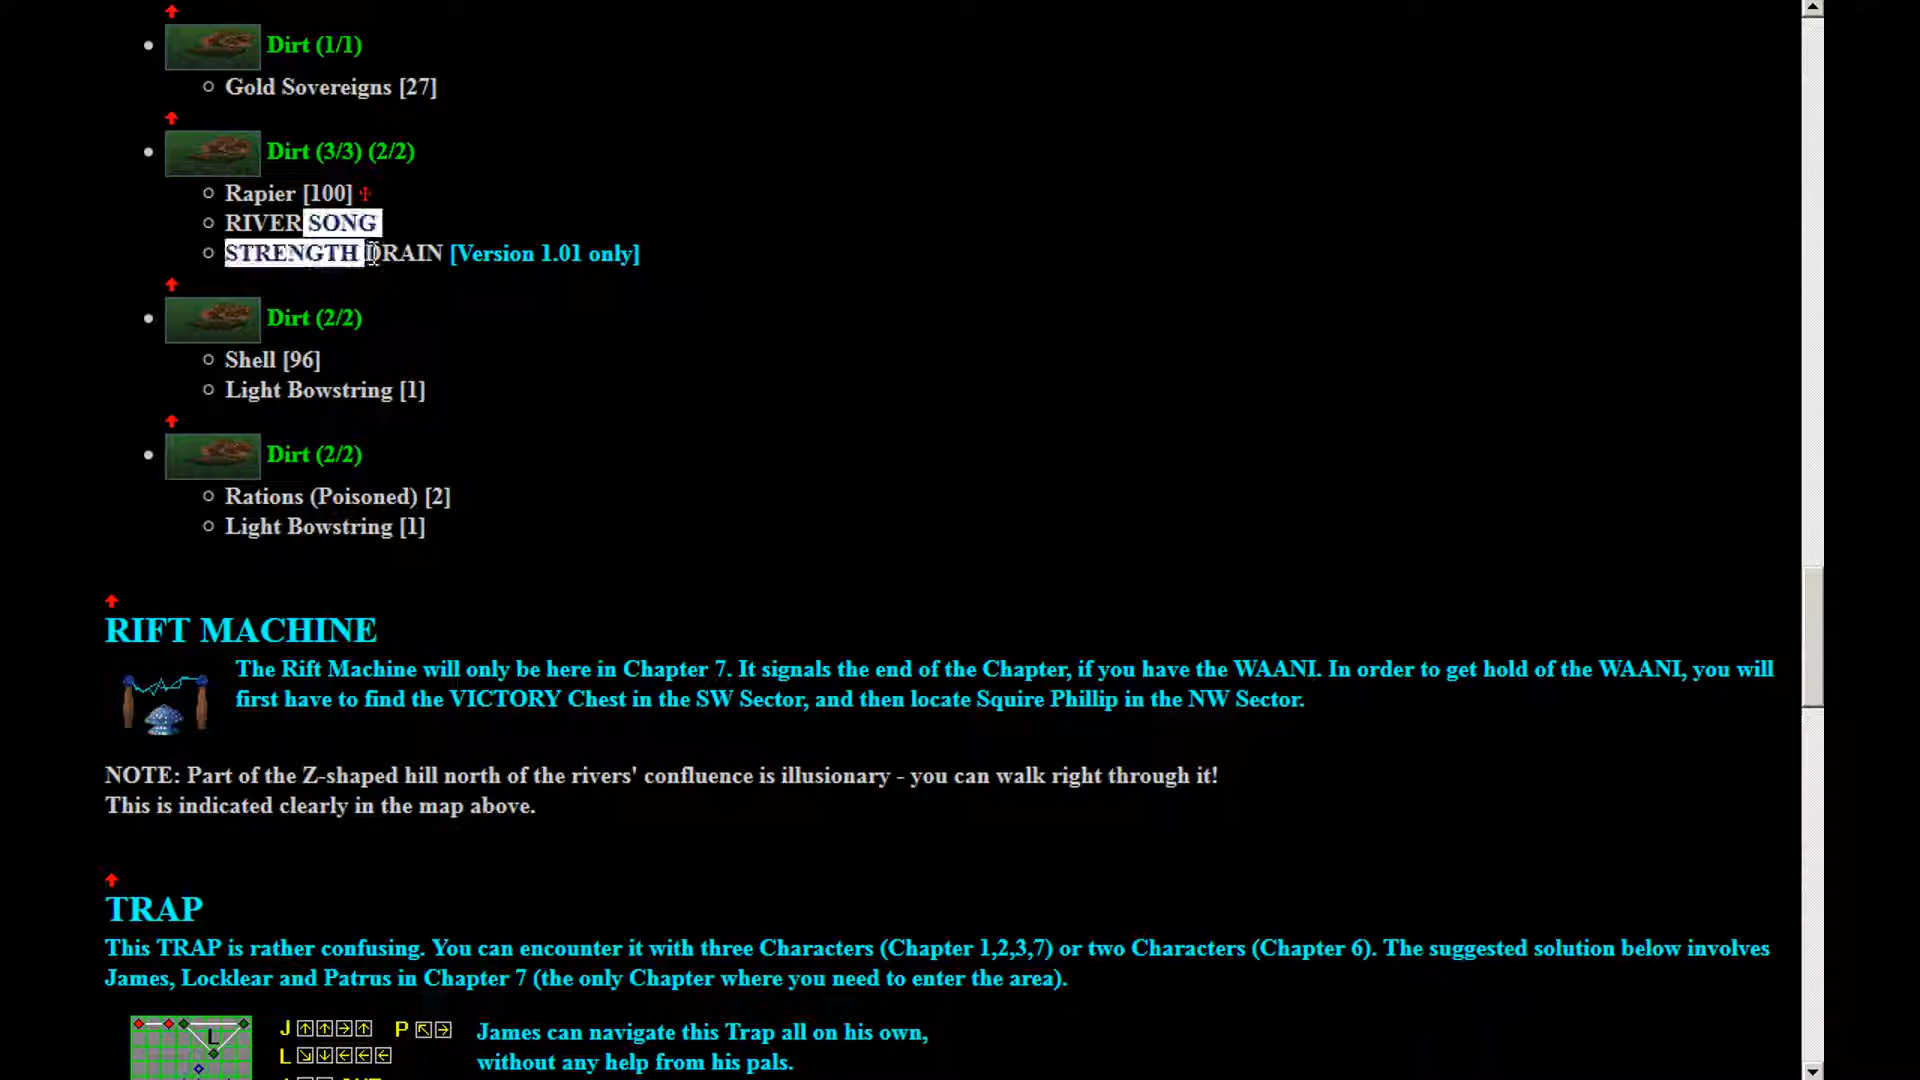 Dirt (1/1)
Gold Sovereigns [27]
Dirt (3/3) (2/2)
Rapier [100]
RIVER SONG
STRENGTH DRAIN [Version 1.01 only]
Dirt (2/2)
Shell [96]
Light Bowstring [1]
Dirt (2/2)
Rations (Poisoned) [2]
Light Bowstring [1]
RIFT MACHINE
The Rift Machine will only be here in Chapter 7. It signals the end of the Chapter, if you have the WAANI. In order to get hold of the WAANI, you will
first have to find the VICTORY Chest in the SW Sector, and then locate Squire Phillip in the NW Sector.
NOTE: Part of the Z-shaped hill north of the rivers' confluence is illusionary - you can walk right through it!
This is indicated clearly in the map above.
TRAP
This TRAP is rather confusing. You can encounter it with three Characters (Chapter 1,2,3,7) or two Characters (Chapter 6). The suggested solution below involves
James, Locklear and Patrus in Chapter 7 (the only Chapter where you need to enter the area).
L
J ↑↑→↑ P ↖→
L ↘↓←←←
James can navigate this Trap all on his own,
without any help from his pals.